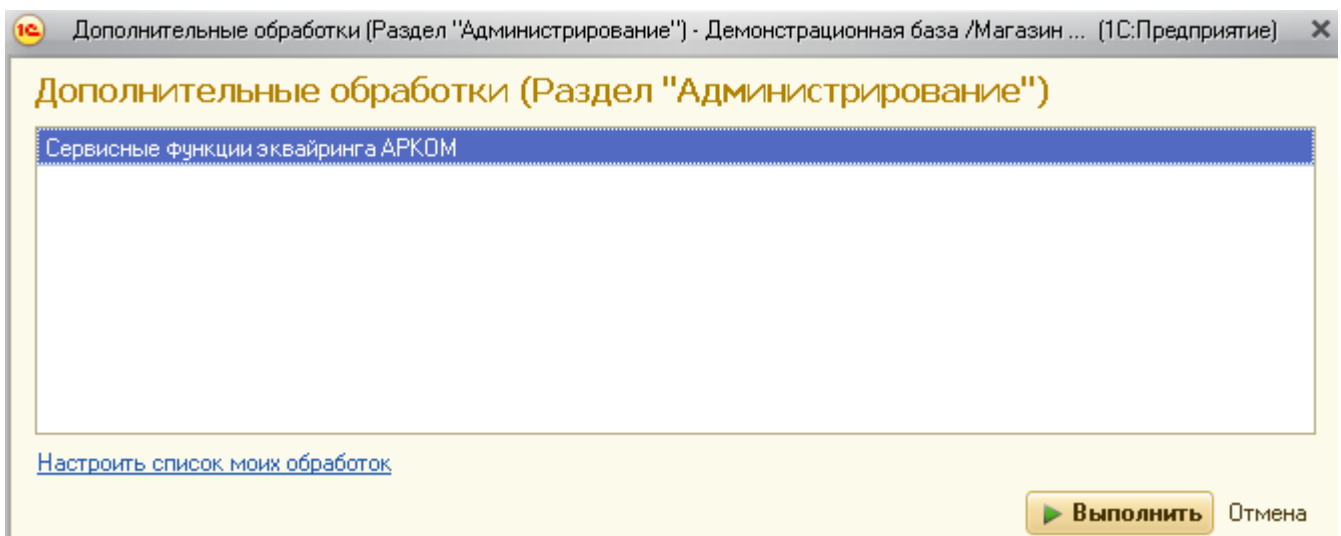 1С Дополнительные обработки (Раздел "Администрирование") - Демонстрационная база /Магазин ... (1С:Предприятие)
Дополнительные обработки (Раздел "Администрирование")
Сервисные функции эквайринга АРКОМ
Настроить список моих обработок
Выполнить Отмена